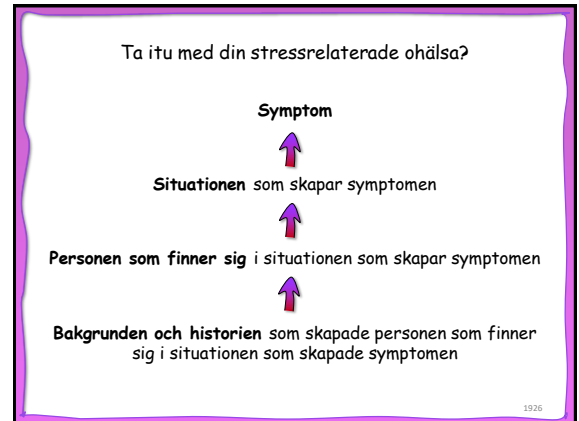 Ta itu med din stressrelaterade ohälsa?
Symptom
Situationen som skapar symptomen
Personen som finner sig i situationen som skapar symptomen
Bakgrunden och historien som skapade personen som finner
sig i situationen som skapade symptomen
1926